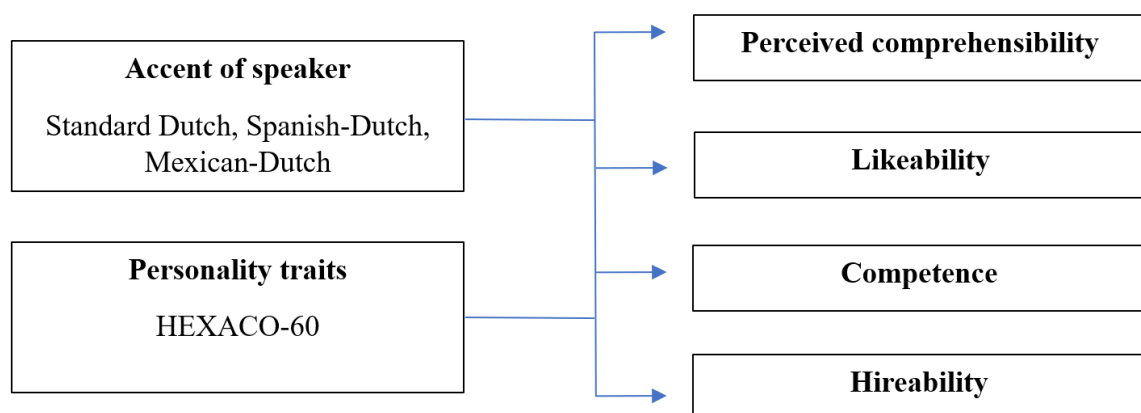 Accent of speaker
Standard Dutch, Spanish-Dutch,
Mexican-Dutch
Personality traits
HEXACO-60
Perceived comprehensibility
Likeability
Competence
Hireability